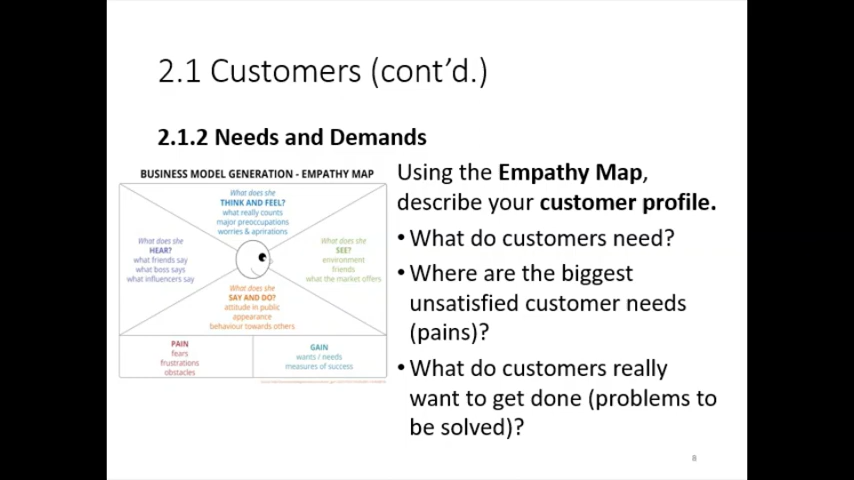 2.1 Customers (cont'd.)
2.1.2 Needs and Demands
BUSINESS MODEL GENERATION - EMPATHY MAP
What does she
THINK AND FEEL?
what really counts
major preoccupations
worries & aprirations
What does she
HEAR?
what friends say
what boss says
what influencers say
What does she
SEE?
environment
friends
what the market offers
What does she
SAY AND DO?
attitude in public
appearance
behaviour towards others
PAIN
fears
frustrations
obstacles
GAIN
wants / needs
measures of success
Using the Empathy Map,
describe your customer profile.
• What do customers need?
• Where are the biggest
unsatisfied customer needs
(pains)?
• What do customers really
want to get done (problems to
be solved)?
8